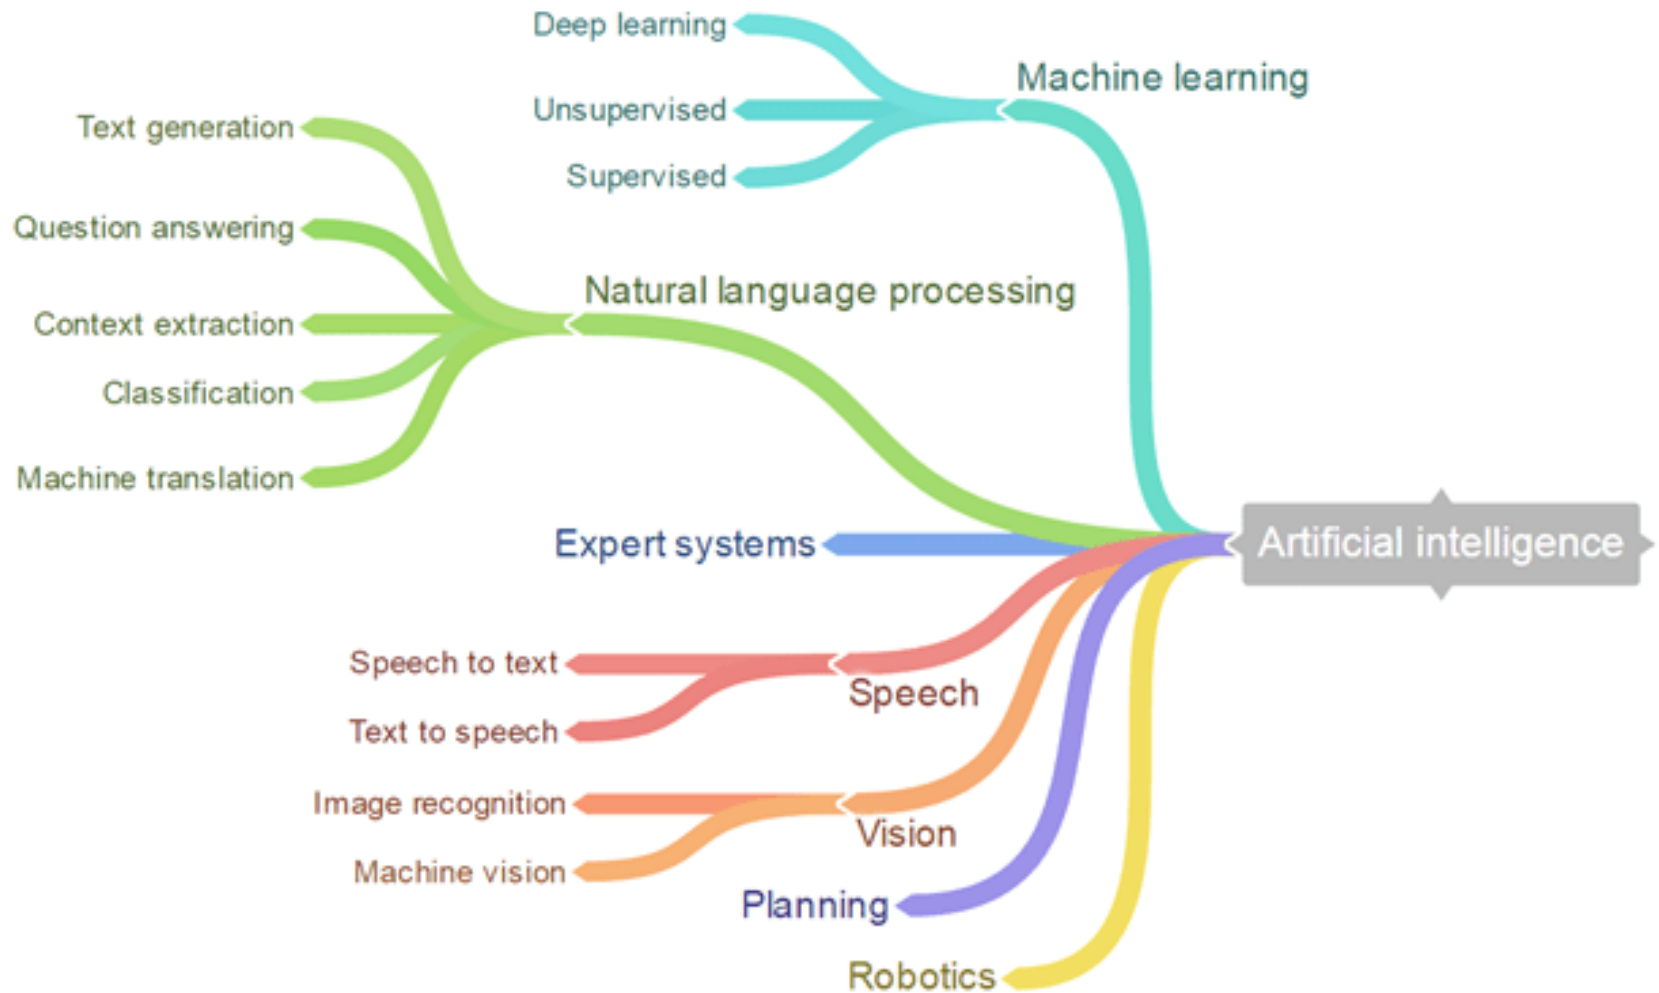 Deep learning
Machine learning
Unsupervised
Text generation
Supervised
Question answering
Natural language processing
Context extraction
Classification
Machine translation
Expert systems
Artificial intelligence
Speech to text
Speech
Text to speech
Image recognition
Vision
Machine vision
Planning
Robotics